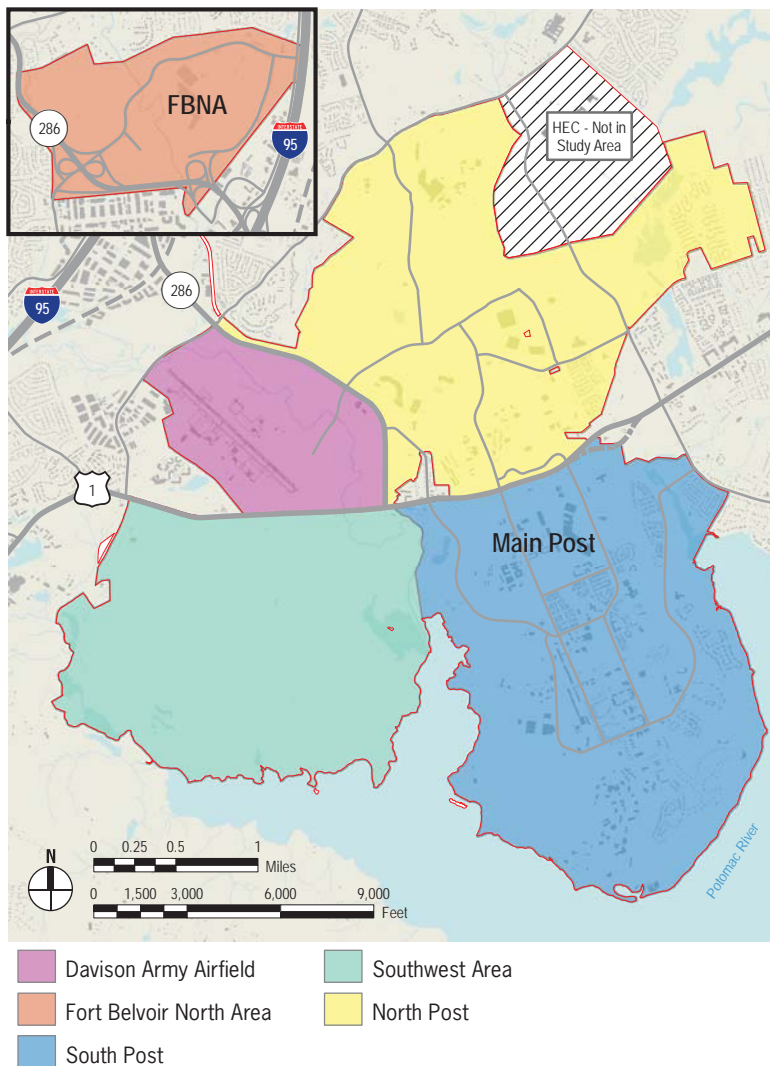 FBNA
286
INTERSTATE
95
HEC - Not in
Study Area
286
INTERSTATE
95
1
Main Post
N
0 0.25 0.5 1
Miles
0 1,500 3,000 6,000 9,000
Feet
Potomac River
Davison Army Airfield
Fort Belvoir North Area
South Post
Southwest Area
North Post